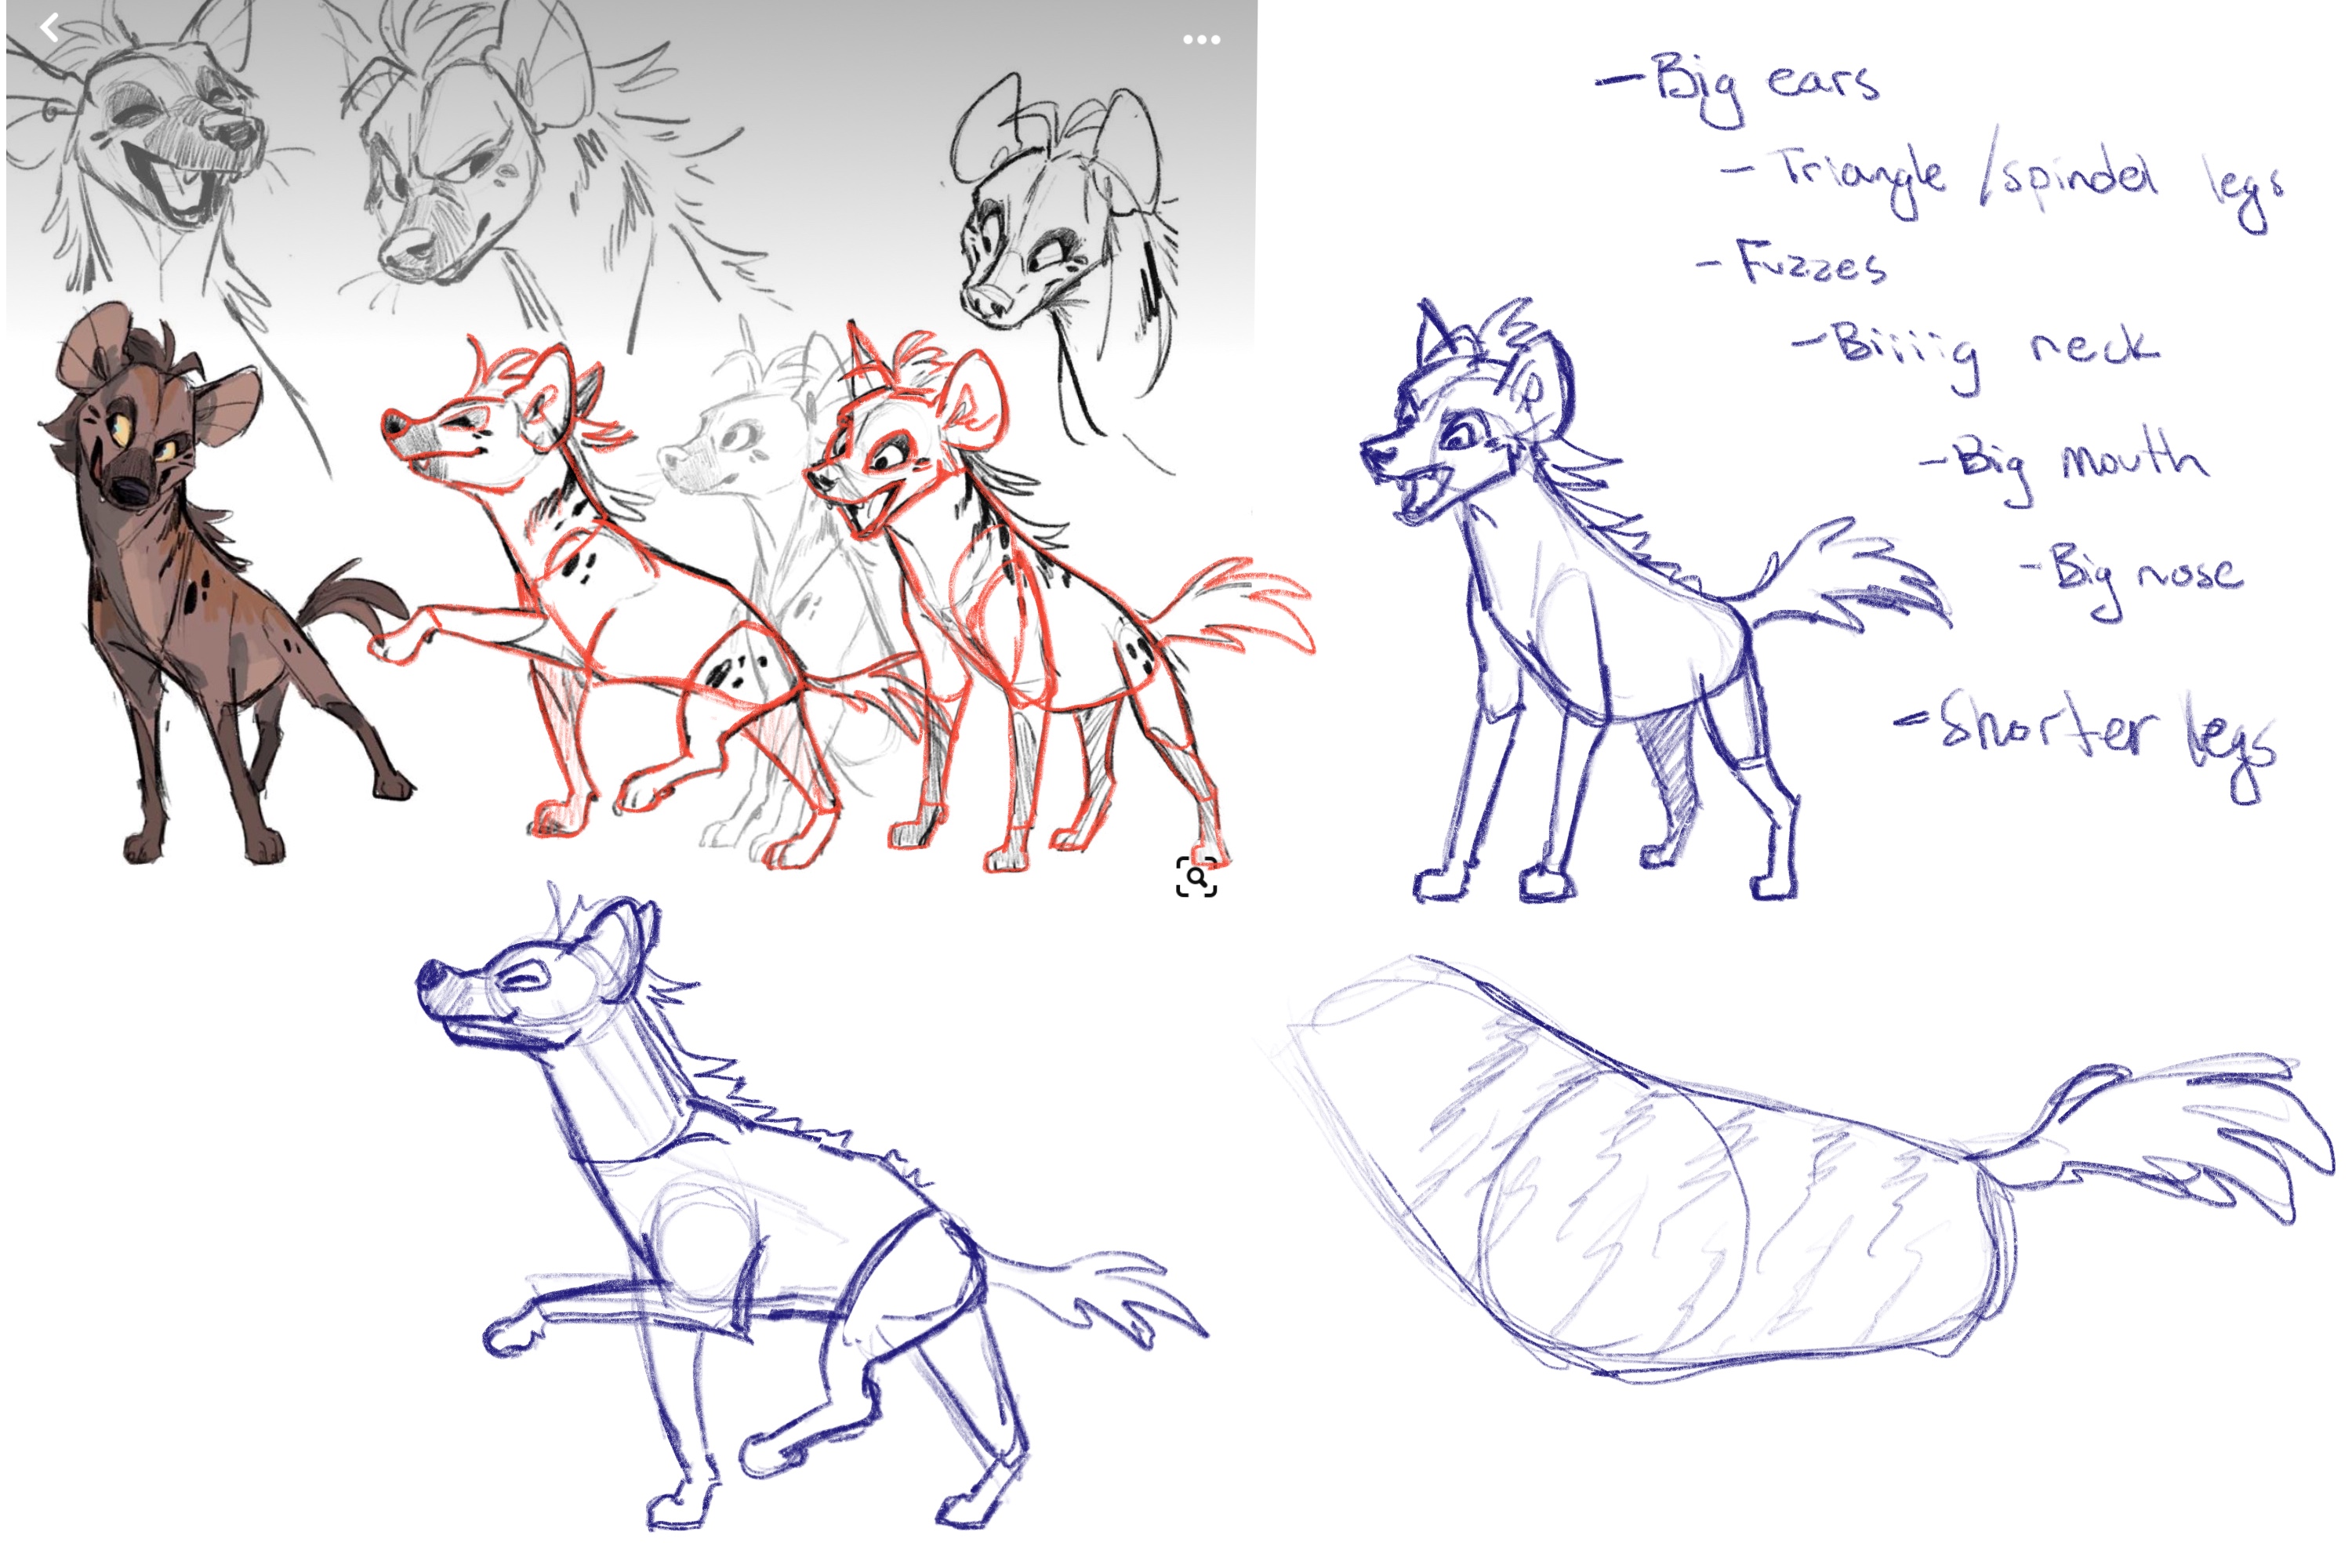 - Big ears
- Triangle / spindel legs
- Fuzzes
- Biiiig neck
- Big mouth
- Big nose
- Shorter legs